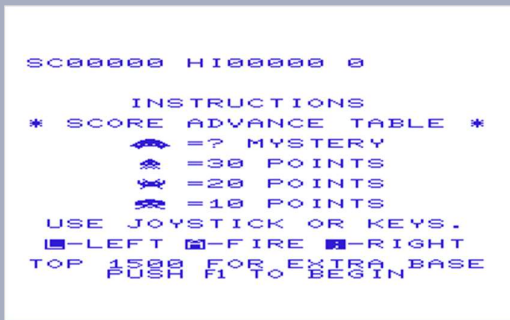 SC00000 HI00000 0
INSTRUCTIONS
* SCORE ADVANCE TABLE *
=? MYSTERY
=30 POINTS
=20 POINTS
=10 POINTS
USE JOYSTICK OR KEYS.
-LEFT -FIRE -RIGHT
TOP 1500 FOR EXTRA BASE
PUSH F1 TO BEGIN